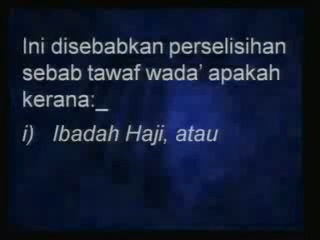 Ini disebabkan perselisihan
sebab tawaf wada’ apakah
kerana:_
i) Ibadah Haji, atau